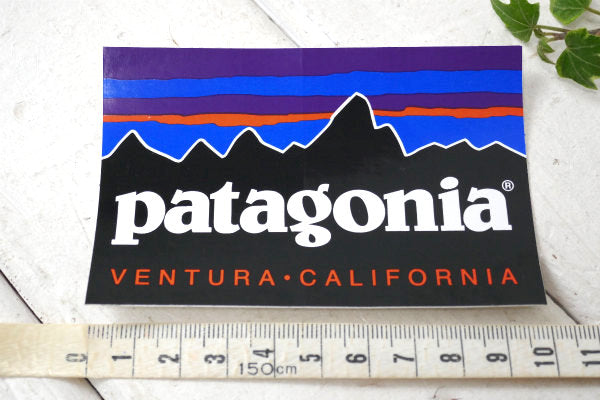 patagonia®
VENTURA • CALIFORNIA
0 1 2 3 4 5 6 7 8 9 10 11
150cm